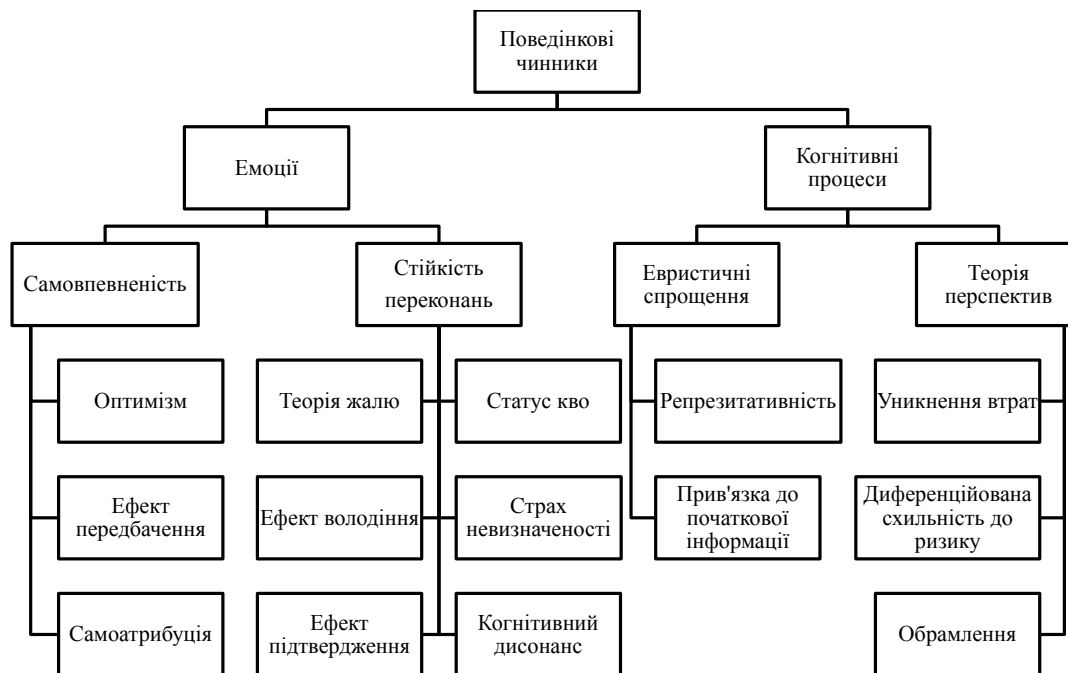 Поведінкові
чинники
Емоції
Когнітивні
процеси
Самовпевненість
Стійкість
переконань
Евристичні
спрощення
Теорія
перспектив
Оптимізм
Теорія жалю
Статус кво
Репрезитативність
Уникнення втрат
Ефект
передбачення
Ефект володіння
Страх
невизначеності
Прив'язка до
початкової
інформації
Диференційована
схильність до
ризику
Самоатрибуція
Ефект
підтвердження
Когнітивний
дисонанс
Обрамлення